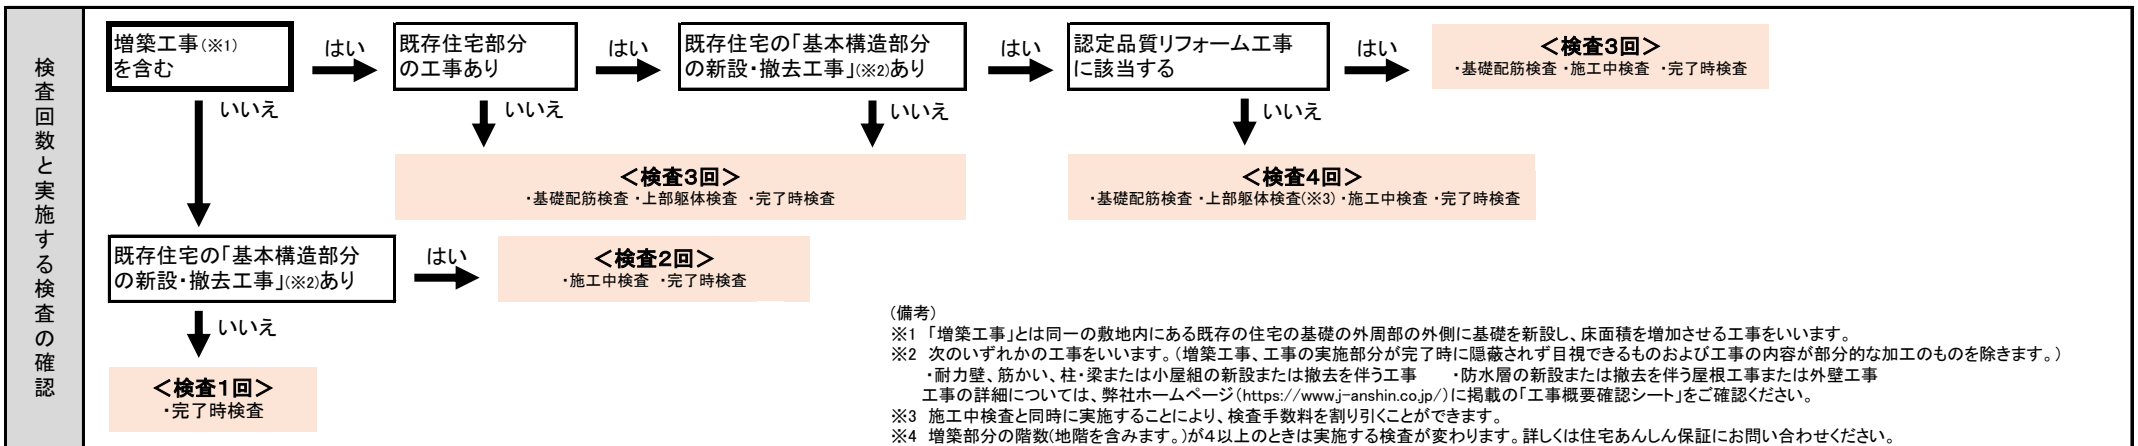 検査回数と実施する検査の確認
増築工事(※1)
を含む
はい
既存住宅部分
の工事あり
はい
既存住宅の「基本構造部分
の新設・撤去工事」(※2)あり
はい
認定品質リフォーム工事
に該当する
はい
<検査3回>
・基礎配筋検査 ・施工中検査 ・完了時検査
いいえ
いいえ
いいえ
いいえ
<検査3回>
・基礎配筋検査 ・上部躯体検査 ・完了時検査
<検査4回>
・基礎配筋検査 ・上部躯体検査(※3) ・施工中検査 ・完了時検査
既存住宅の「基本構造部分
の新設・撤去工事」(※2)あり
はい
<検査2回>
・施工中検査 ・完了時検査
いいえ
<検査1回>
・完了時検査
(備考)
※1 「増築工事」とは同一の敷地内にある既存の住宅の基礎の外周部の外側に基礎を新設し、床面積を増加させる工事をいいます。
※2 次のいずれかの工事をいいます。(増築工事、工事の実施部分が完了時に隠蔽されず目視できるものおよび工事の内容が部分的な加工のものを除きます。)
・耐力壁、筋かい、柱・梁または小屋組の新設または撤去を伴う工事 ・防水層の新設または撤去を伴う屋根工事または外壁工事
工事の詳細については、弊社ホームページ(https://www.j-anshin.co.jp/)に掲載の「工事概要確認シート」をご確認ください。
※3 施工中検査と同時に実施することにより、検査手数料を割り引くことができます。
※4 増築部分の階数(地階を含みます。)が4以上のときは実施する検査が変わります。詳しくは住宅あんしん保証にお問い合わせください。